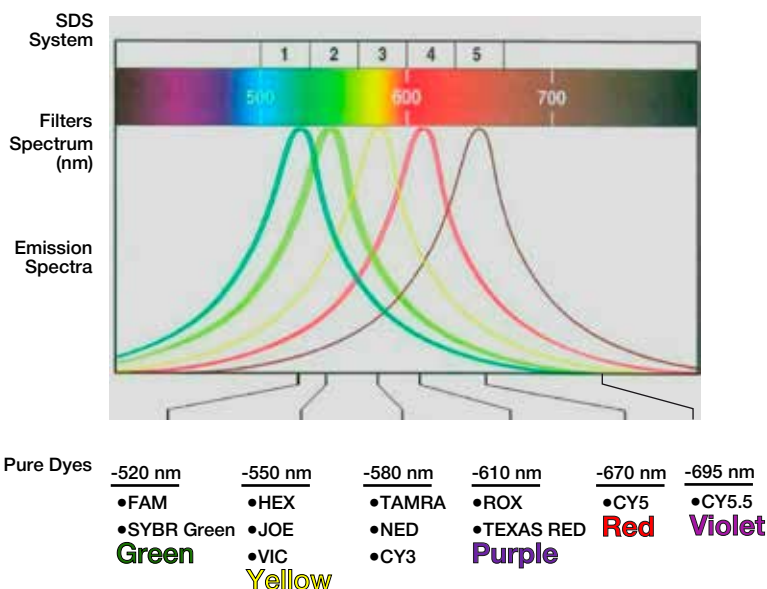 SDS
System
1 2 3 4 5
500 600 700
Filters
Spectrum
(nm)
Emission
Spectra
Pure Dyes
-520 nm -550 nm -580 nm -610 nm -670 nm -695 nm
•FAM •HEX •TAMRA •ROX •CY5 •CY5.5
•SYBR Green •JOE •NED •TEXAS RED Red Violet
Green •VIC •CY3 Purple
Yellow